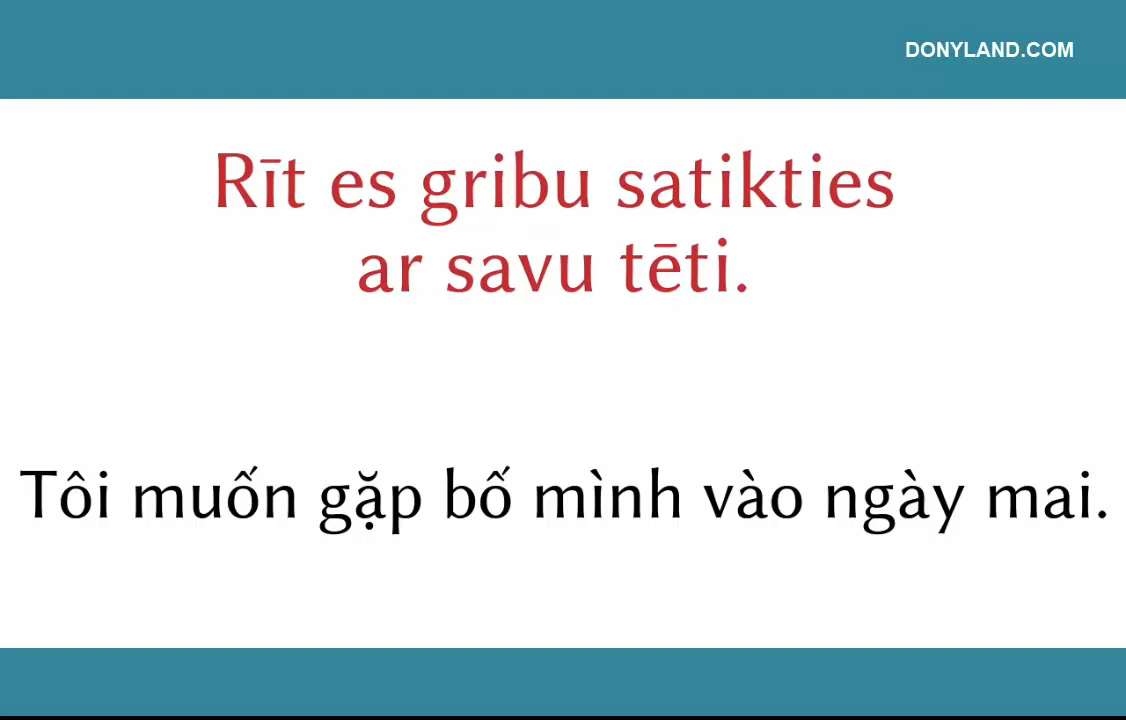 DONYLAND.COM
Rīt es gribu satikties
ar savu tēti.
Tôi muốn gặp bố mình vào ngày mai.